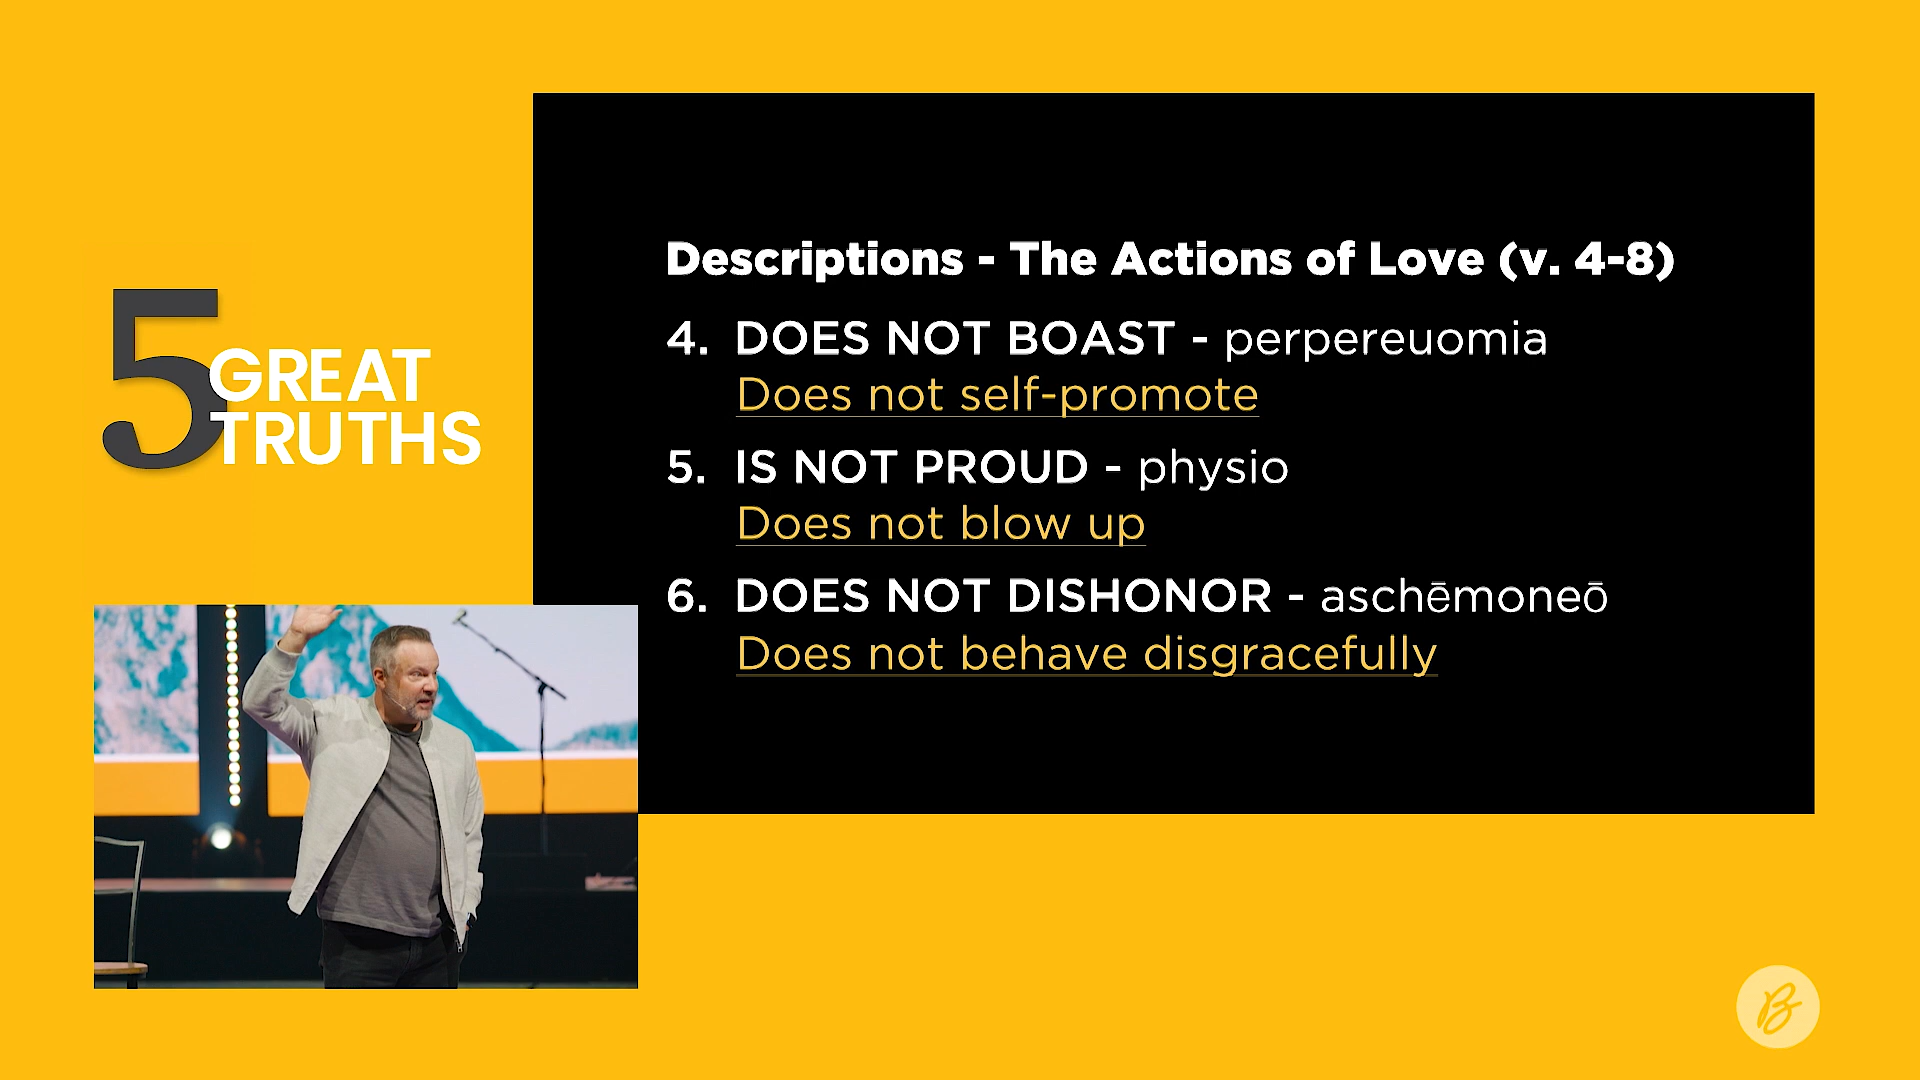 5 GREAT
TRUTHS
Descriptions - The Actions of Love (v. 4-8)
4. DOES NOT BOAST - perpereuomia
Does not self-promote
5. IS NOT PROUD - physio
Does not blow up
6. DOES NOT DISHONOR - aschēmoneō
Does not behave disgracefully
B